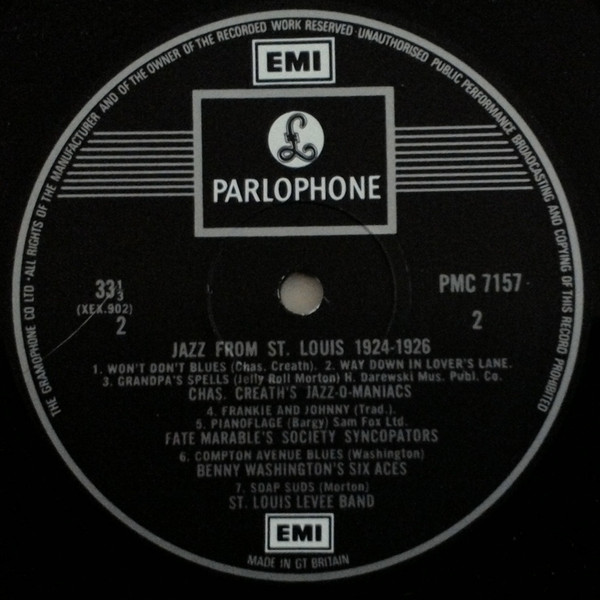 THE GRAMOPHONE CO LTD · ALL RIGHTS OF THE MANUFACTURER AND OF THE OWNER OF THE RECORDED WORK RESERVED · UNAUTHORISED PUBLIC PERFORMANCE BROADCASTING AND COPYING OF THIS RECORD PROHIBITED
EMI
£
PARLOPHONE
33⅓
(XEX.902)
2
PMC 7157
2
JAZZ FROM ST. LOUIS 1924-1926
1. WON'T DON'T BLUES (Chas. Creath). 2. WAY DOWN IN LOVER'S LANE.
3. GRANDPA'S SPELLS (Jelly Roll Morton) H. Darewski Mus. Publ. Co.
CHAS. CREATH'S JAZZ-O-MANIACS
4. FRANKIE AND JOHNNY (Trad.).
5. PIANOFLAGE (Bargy) Sam Fox Ltd.
FATE MARABLE'S SOCIETY SYNCOPATORS
6. COMPTON AVENUE BLUES (Washington)
BENNY WASHINGTON'S SIX ACES
7. SOAP SUDS (Morton)
ST. LOUIS LEVEE BAND
EMI
MADE IN GT BRITAIN